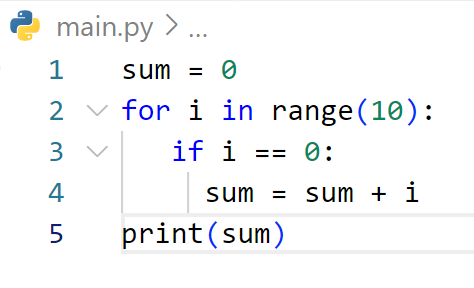 main.py > ...
1 sum = 0
2 for i in range(10):
3     if i == 0:
4         sum = sum + i
5 print(sum)